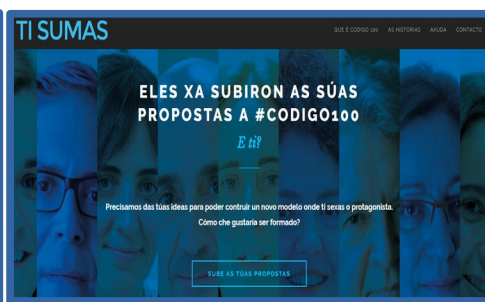 TI SUMAS
QUE É CODIGO 100 AS HISTORIAS AXUDA CONTACTO
ELES XA SUBIRON AS SÚAS
PROPOSTAS A #CODIGO100
E ti?
Precisamos das túas ideas para poder contruir un novo modelo onde ti sexas o protagonista.
Cómo che gustaría ser formado?
SUBE AS TÚAS PROPOSTAS